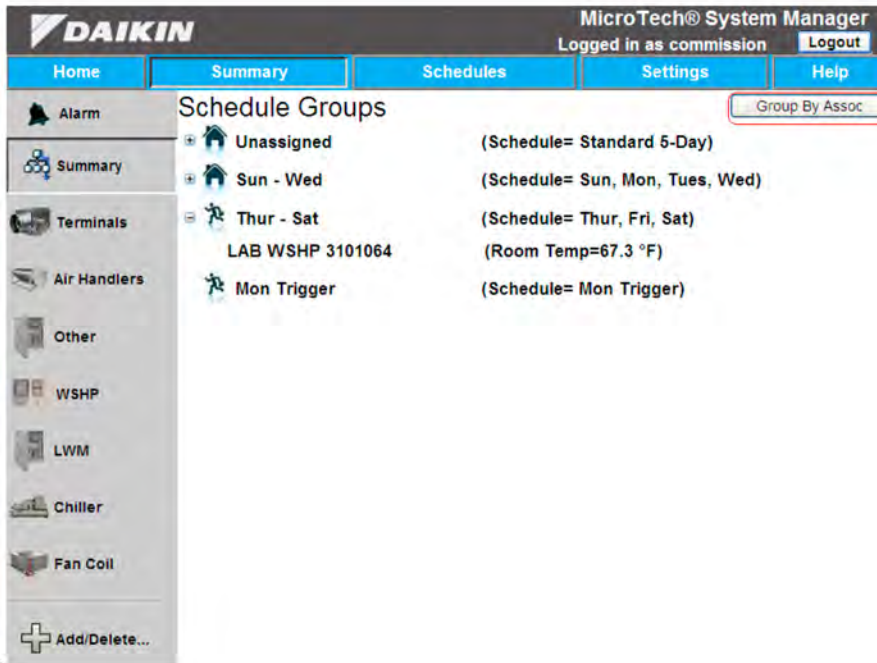 DAIKIN
MicroTech® System Manager
Logged in as commission Logout
Home Summary Schedules Settings Help
Alarm
Summary
Terminals
Air Handlers
Other
WSHP
LWM
Chiller
Fan Coil
Add/Delete...
Schedule Groups
Group By Assoc
Unassigned (Schedule= Standard 5-Day)
Sun - Wed (Schedule= Sun, Mon, Tues, Wed)
Thur - Sat (Schedule= Thur, Fri, Sat)
LAB WSHP 3101064 (Room Temp=67.3 °F)
Mon Trigger (Schedule= Mon Trigger)